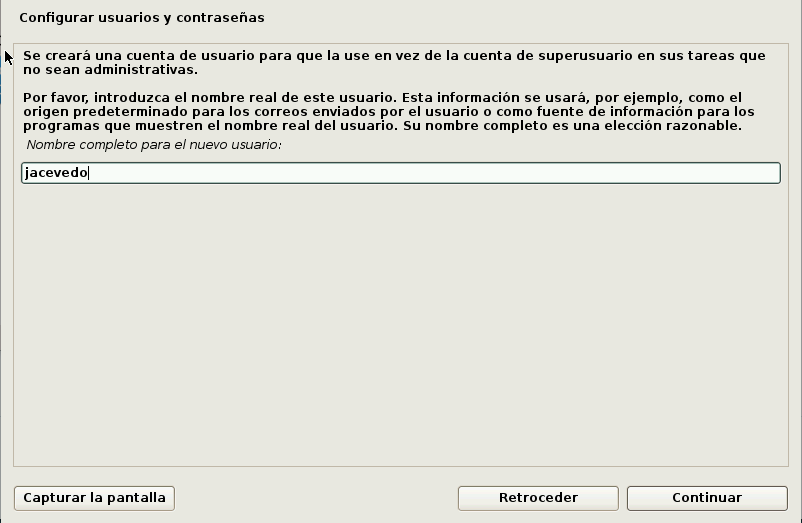 Configurar usuarios y contraseñas
Se creará una cuenta de usuario para que la use en vez de la cuenta de superusuario en sus tareas que
no sean administrativas.
Por favor, introduzca el nombre real de este usuario. Esta información se usará, por ejemplo, como el
origen predeterminado para los correos enviados por el usuario o como fuente de información para los
programas que muestren el nombre real del usuario. Su nombre completo es una elección razonable.
Nombre completo para el nuevo usuario:
jacevedo
Capturar la pantalla
Retroceder
Continuar